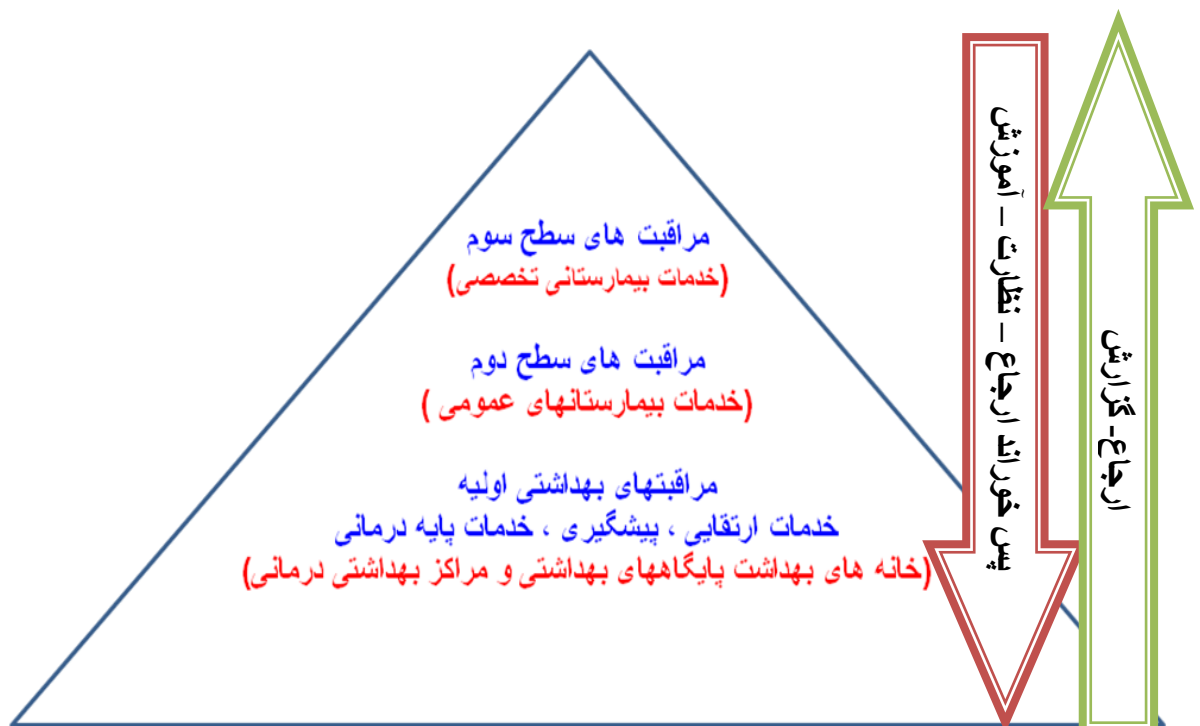 مراقبت های سطح سوم
(خدمات بیمارستانی تخصصی)
مراقبت های سطح دوم
(خدمات بیمارستانهای عمومی )
مراقبتهای بهداشتی اولیه
خدمات ارتقایی ، پیشگیری ، خدمات پایه درمانی
(خانه های بهداشت پایگاههای بهداشتی و مراکز بهداشتی درمانی)
پس خوراند ارجاع – نظارت – آموزش
ارجاع- گزارش